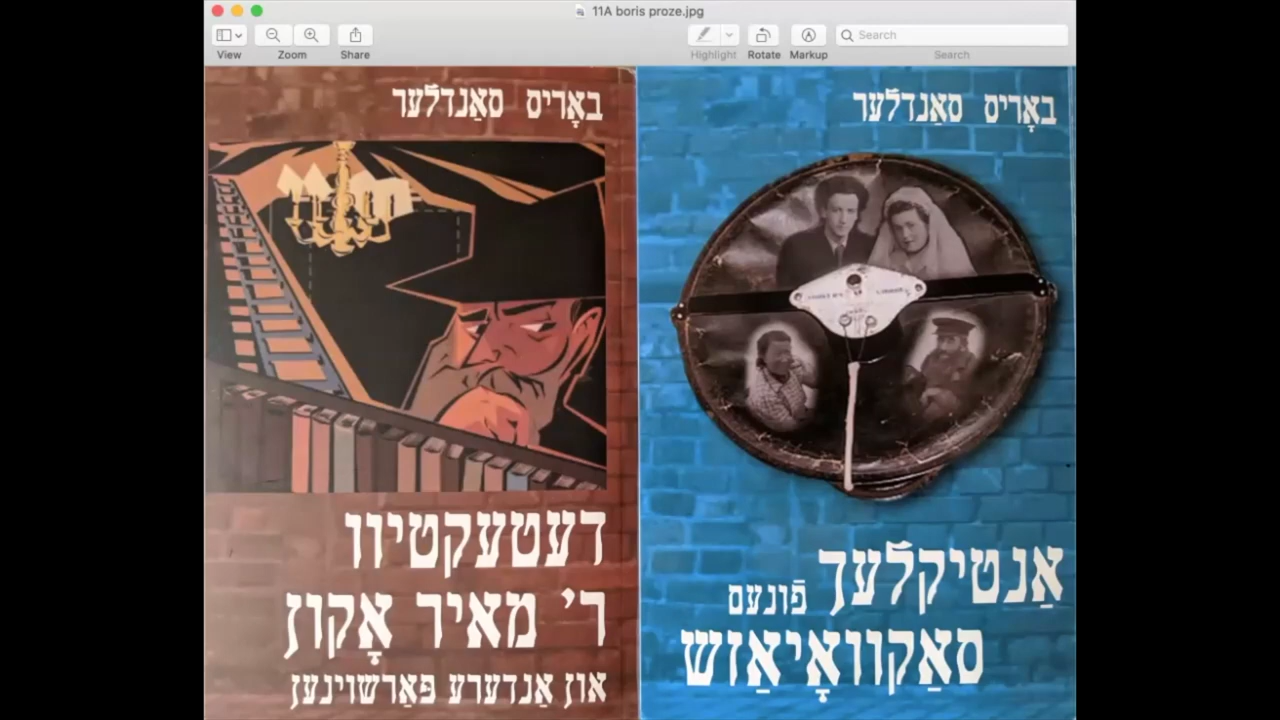 11A boris proze.jpg
View
Zoom
Share
Highlight
Rotate
Markup
Search
Search
באָריס סאַנדלער
דעטעקטיוו
ר׳ מאיר אָקון
און אַנדערע פּאַרשוינען
באָריס סאַנדלער
אַנטיקלעך פֿונעם
סאַקוואָיאַזש